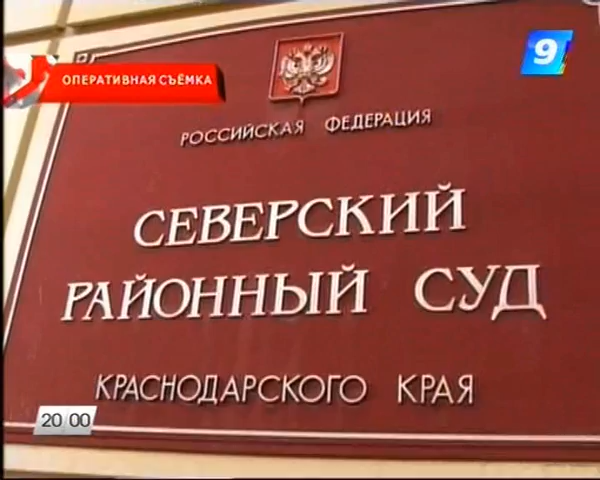 9
ОПЕРАТИВНАЯ СЪЁМКА
РОССИЙСКАЯ ФЕДЕРАЦИЯ
СЕВЕРСКИЙ
РАЙОННЫЙ СУД
КРАСНОДАРСКОГО КРАЯ
20 00